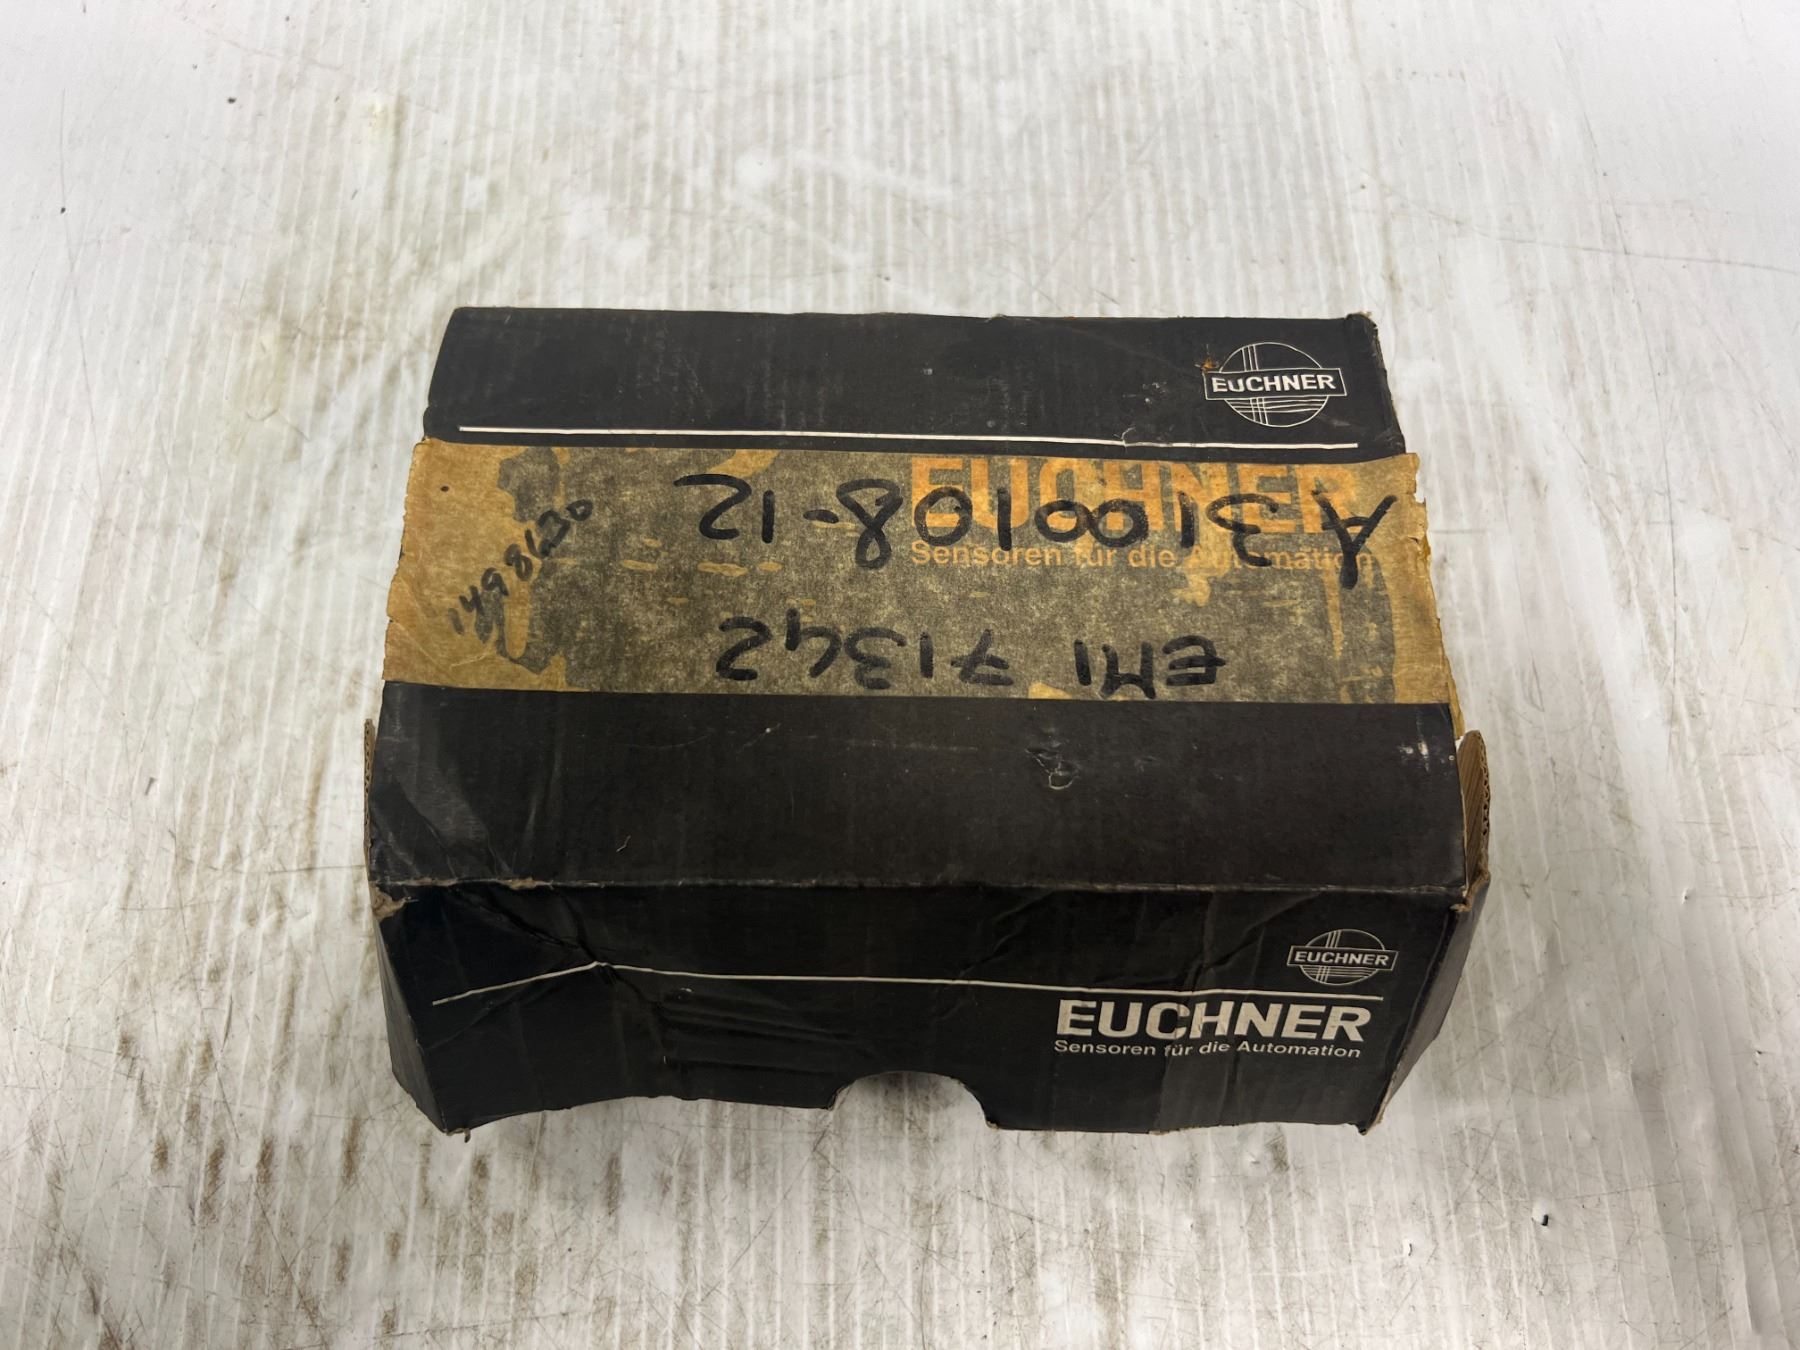 EUCHNER
EUCHNER
Sensoren für die Automation
A3100108-12
EMI 71342
1498630
EUCHNER
EUCHNER
Sensoren für die Automation